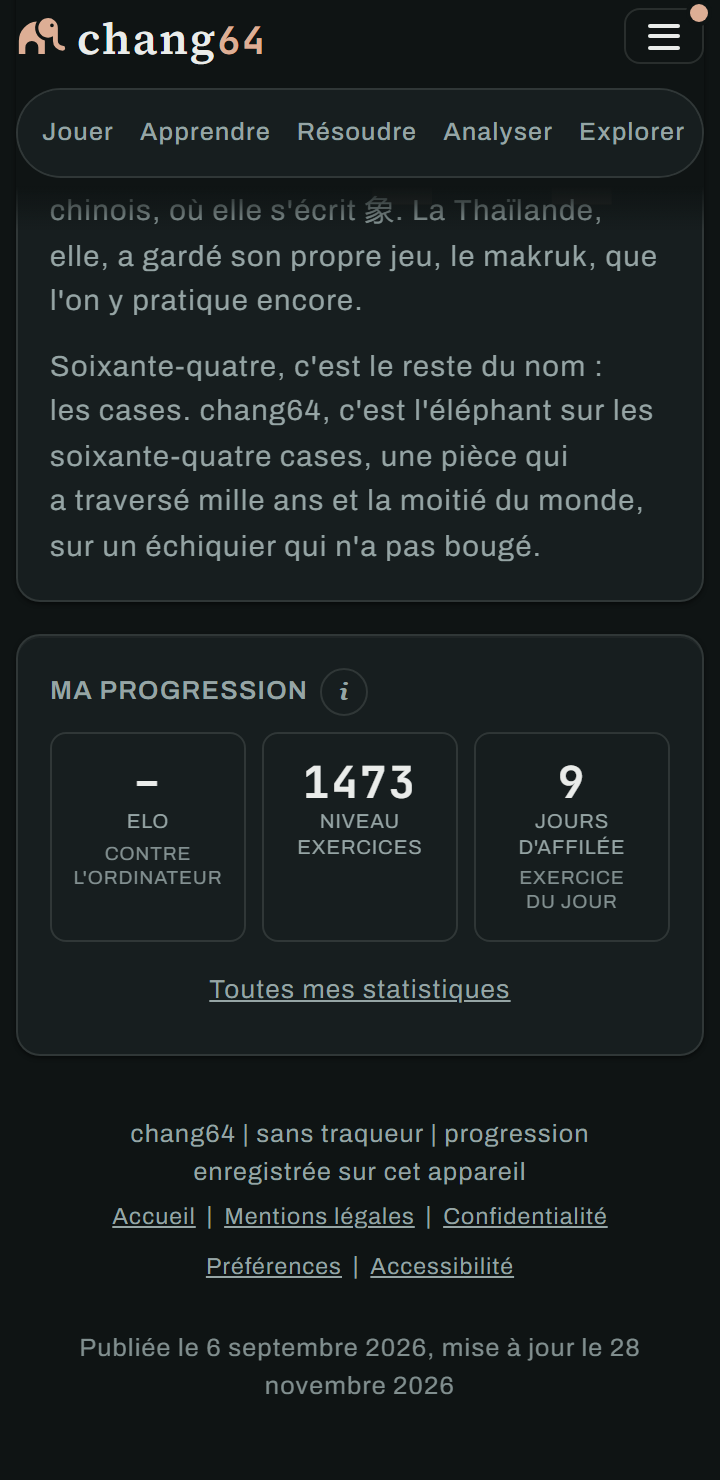 chang64
Jouer Apprendre Résoudre Analyser Explorer
chinois, où elle s'écrit 象. La Thaïlande,
elle, a gardé son propre jeu, le makruk, que
l'on y pratique encore.
Soixante-quatre, c'est le reste du nom :
les cases. chang64, c'est l'éléphant sur les
soixante-quatre cases, une pièce qui
a traversé mille ans et la moitié du monde,
sur un échiquier qui n'a pas bougé.
MA PROGRESSION i
–
ELO
CONTRE
L'ORDINATEUR
1473
NIVEAU
EXERCICES
9
JOURS
D'AFFILÉE
EXERCICE
DU JOUR
Toutes mes statistiques
chang64 | sans traqueur | progression
enregistrée sur cet appareil
Accueil | Mentions légales | Confidentialité
Préférences | Accessibilité
Publiée le 6 septembre 2026, mise à jour le 28
novembre 2026